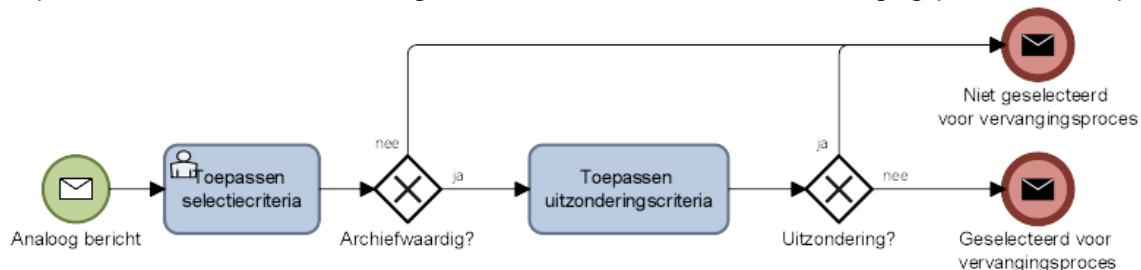 Niet geselecteerd
voor vervangingsproces
nee
ja
Toepassen
selectiecriteria
ja
Toepassen
uitzonderingscriteria
nee
Analoog bericht
Archiefwaardig?
Uitzondering?
Geselecteerd voor
vervangingsproces